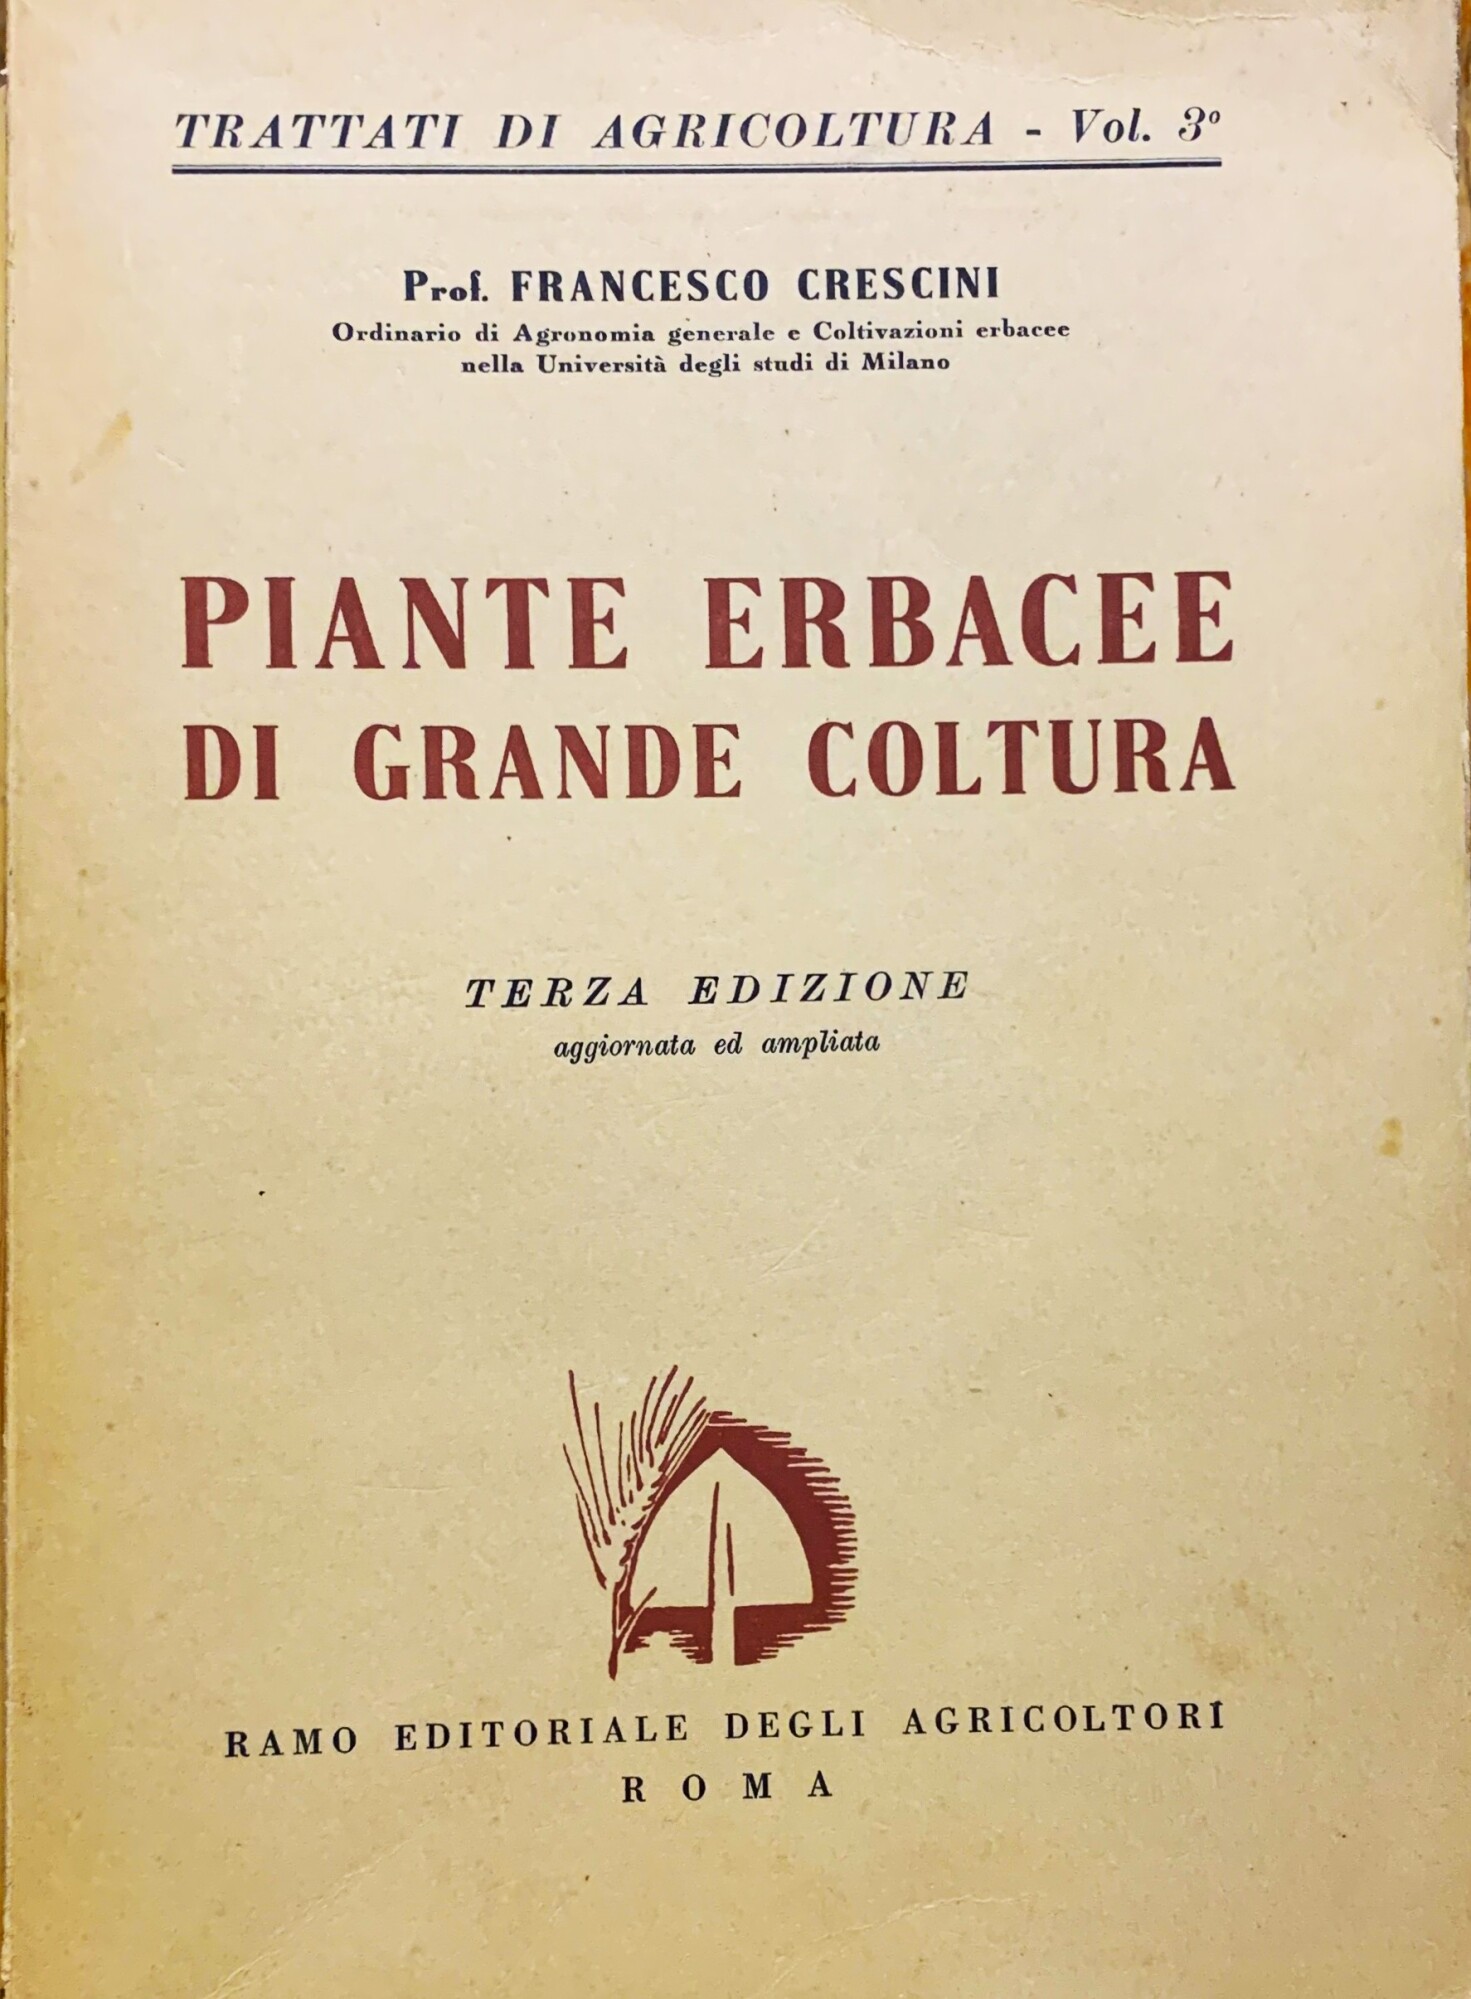 TRATTATI DI AGRICOLTURA - Vol. 3º
Prof. FRANCESCO CRESCINI
Ordinario di Agronomia generale e Coltivazioni erbacee
nella Università degli studi di Milano
PIANTE ERBACEE
DI GRANDE COLTURA
TERZA EDIZIONE
aggiornata ed ampliata
RAMO EDITORIALE DEGLI AGRICOLTORI
ROMA